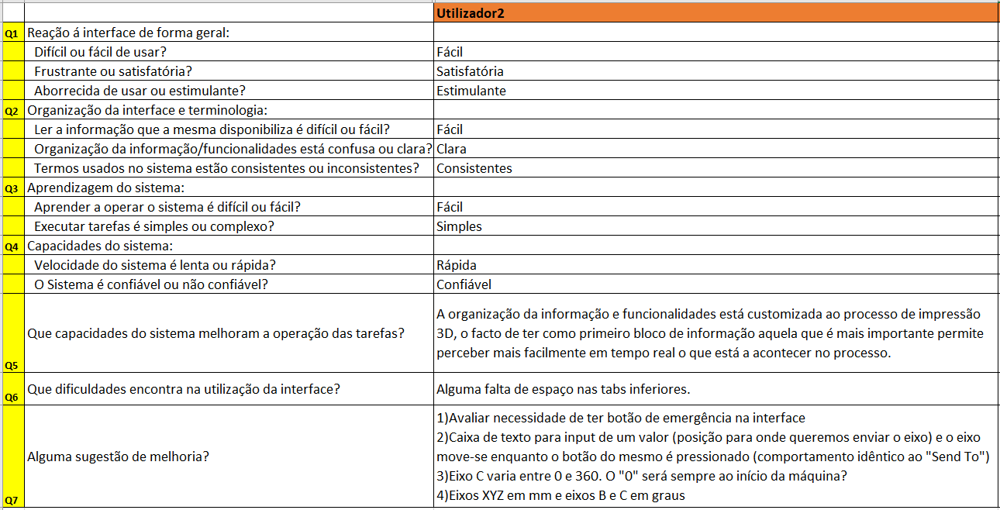 Utilizador2
Q1 Reação á interface de forma geral:
Difícil ou fácil de usar? Fácil
Frustrante ou satisfatória? Satisfatória
Aborrecida de usar ou estimulante? Estimulante
Q2 Organização da interface e terminologia:
Ler a informação que a mesma disponibiliza é difícil ou fácil? Fácil
Organização da informação/funcionalidades está confusa ou clara? Clara
Termos usados no sistema estão consistentes ou inconsistentes? Consistentes
Q3 Aprendizagem do sistema:
Aprender a operar o sistema é difícil ou fácil? Fácil
Executar tarefas é simples ou complexo? Simples
Q4 Capacidades do sistema:
Velocidade do sistema é lenta ou rápida? Rápida
O Sistema é confiável ou não confiável? Confiável
Q5 Que capacidades do sistema melhoram a operação das tarefas?
A organização da informação e funcionalidades está customizada ao processo de impressão
3D, o facto de ter como primeiro bloco de informação aquela que é mais importante permite
perceber mais facilmente em tempo real o que está a acontecer no processo.
Q6 Que dificuldades encontra na utilização da interface? Alguma falta de espaço nas tabs inferiores.
Q7 Alguma sugestão de melhoria?
1)Avaliar necessidade de ter botão de emergência na interface
2)Caixa de texto para input de um valor (posição para onde queremos enviar o eixo) e o eixo
move-se enquanto o botão do mesmo é pressionado (comportamento idêntico ao "Send To")
3)Eixo C varia entre 0 e 360. O "0" será sempre ao início da máquina?
4)Eixos XYZ em mm e eixos B e C em graus